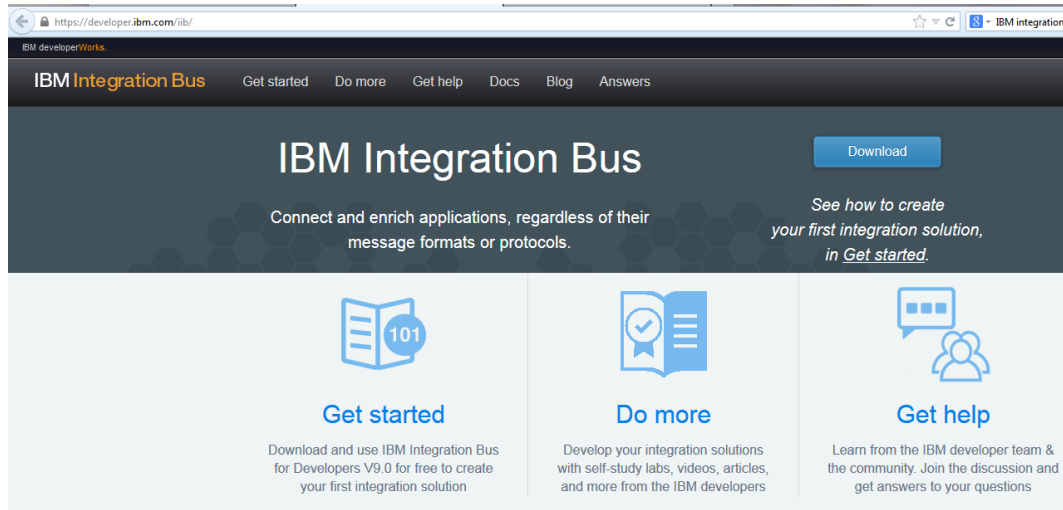 https://developer.ibm.com/iib/
IBM integration
IBM developerWorks.
IBM Integration Bus
Get started
Do more
Get help
Docs
Blog
Answers
IBM Integration Bus
Connect and enrich applications, regardless of their
message formats or protocols.
Download
See how to create
your first integration solution,
in Get started.
101
Get started
Download and use IBM Integration Bus
for Developers V9.0 for free to create
your first integration solution
Do more
Develop your integration solutions
with self-study labs, videos, articles,
and more from the IBM developers
Get help
Learn from the IBM developer team &
the community. Join the discussion and
get answers to your questions